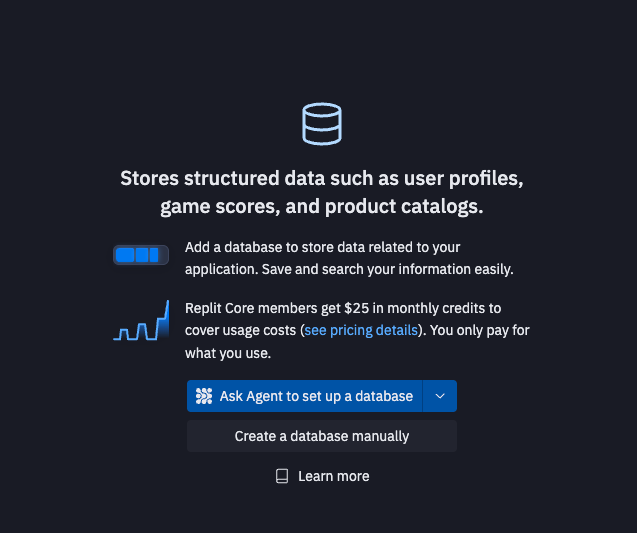 Stores structured data such as user profiles,
game scores, and product catalogs.
Add a database to store data related to your
application. Save and search your information easily.
Replit Core members get $25 in monthly credits to
cover usage costs (see pricing details). You only pay for
what you use.
Ask Agent to set up a database
Create a database manually
Learn more